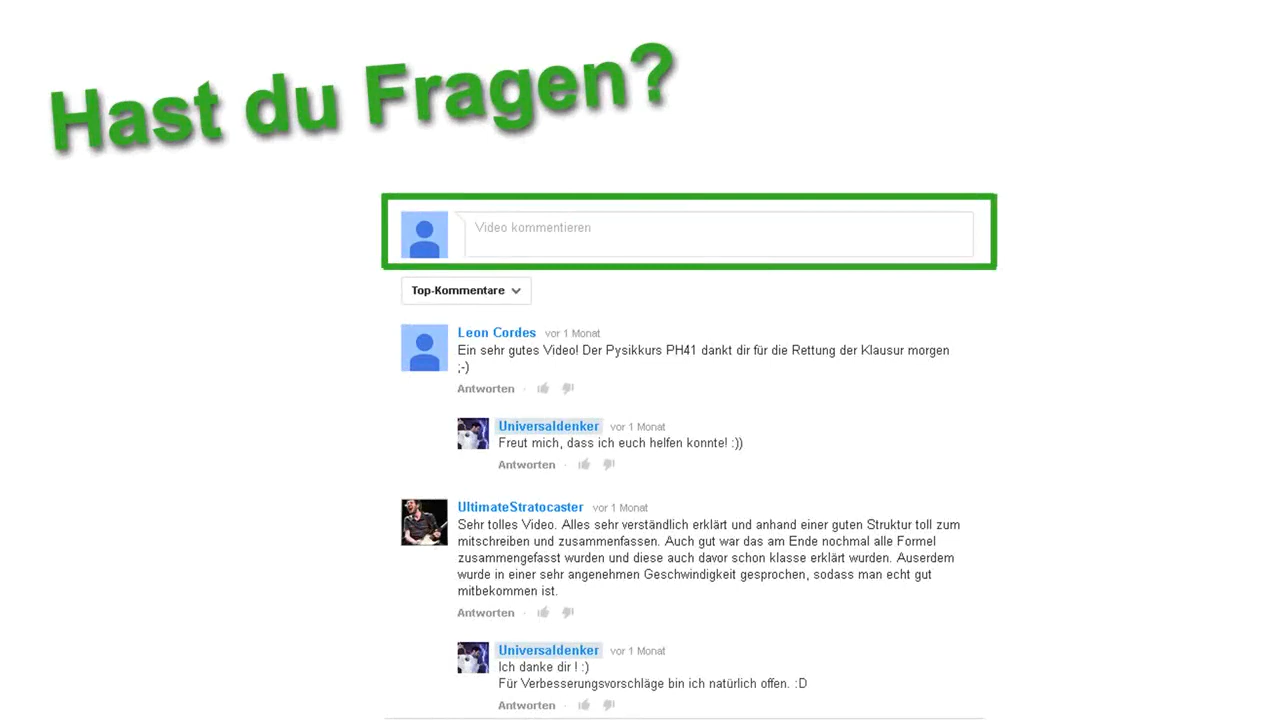 Hast du Fragen?
Video kommentieren
Top-Kommentare
Leon Cordes vor 1 Monat
Ein sehr gutes Video! Der Pysikkurs PH41 dankt dir für die Rettung der Klausur morgen
;-)
Antworten ·
Universaldenker vor 1 Monat
Freut mich, dass ich euch helfen konnte! :))
Antworten ·
UltimateStratocaster vor 1 Monat
Sehr tolles Video. Alles sehr verständlich erklärt und anhand einer guten Struktur toll zum
mitschreiben und zusammenfassen. Auch gut war das am Ende nochmal alle Formel
zusammengefasst wurden und diese auch davor schon klasse erklärt wurden. Auserdem
wurde in einer sehr angenehmen Geschwindigkeit gesprochen, sodass man echt gut
mitbekommen ist.
Antworten ·
Universaldenker vor 1 Monat
Ich danke dir ! :)
Für Verbesserungsvorschläge bin ich natürlich offen. :D
Antworten ·